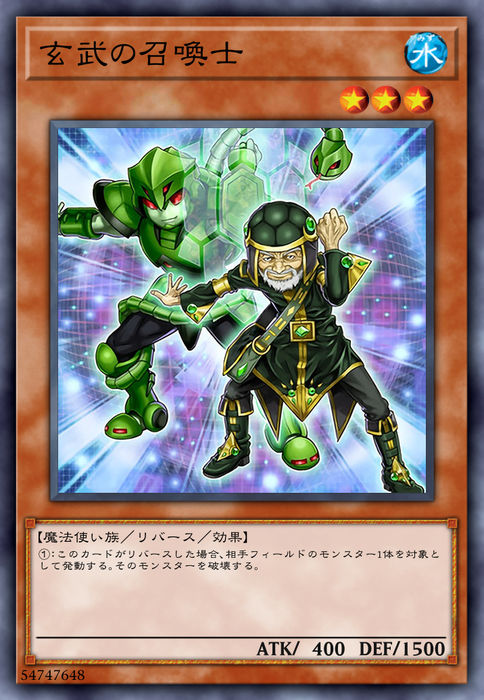 玄武の召喚士
みず
水
【魔法使い族／リバース／効果】
①:このカードがリバースした場合、相手フィールドのモンスター1体を対象と
して発動する。そのモンスターを破壊する。
ATK/ 400 DEF/1500
54747648